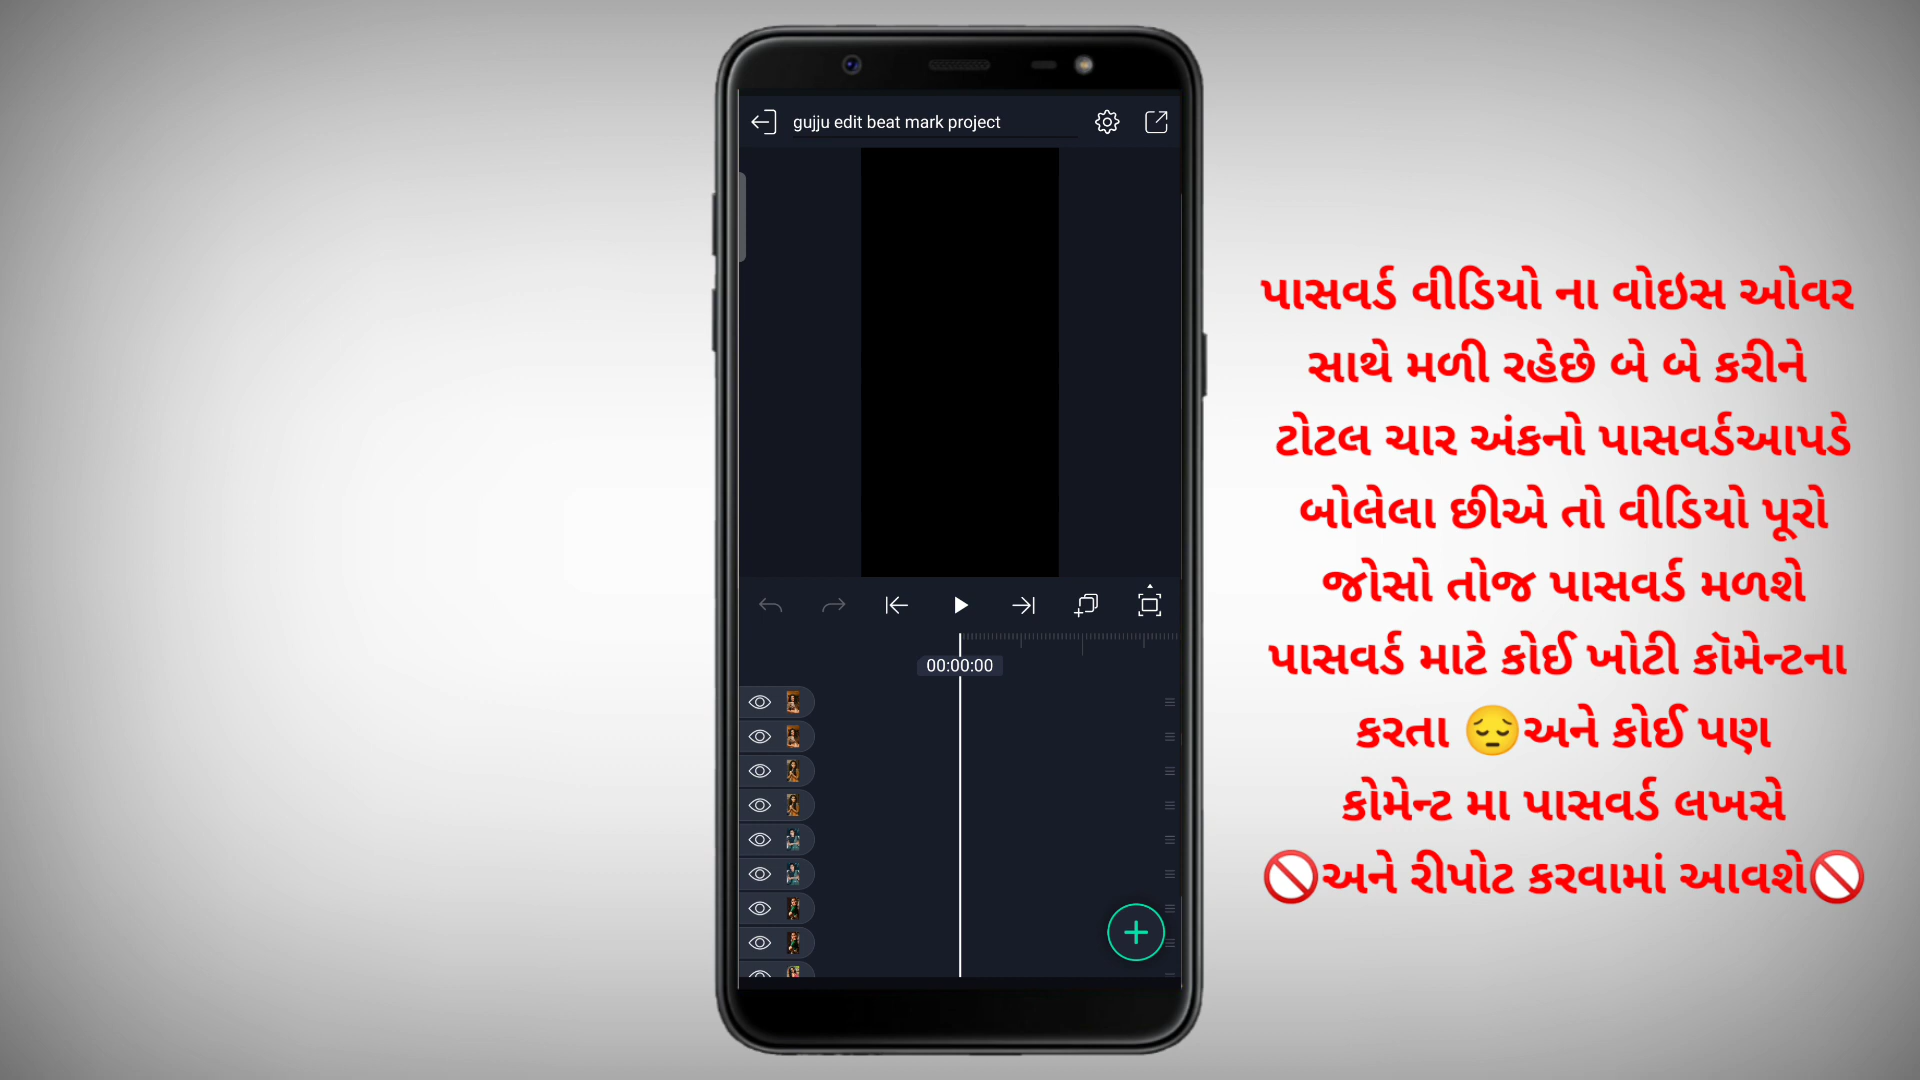 gujju edit beat mark project
00:00:00
પાસવર્ડ વીડિયો ના વોઇસ ઓવર
સાથે મળી રહેછે બે બે કરીને
ટોટલ ચાર અંકનો પાસવર્ડઆપડે
બોલેલા છીએ તો વીડિયો પૂરો
જોસો તોજ પાસવર્ડ મળશે
પાસવર્ડ માટે કોઈ ખોટી કૉમેન્ટના
કરતા 😔અને કોઈ પણ
કોમેન્ટ મા પાસવર્ડ લખસે
🚫અને રીપોટ કરવામાં આવશે🚫